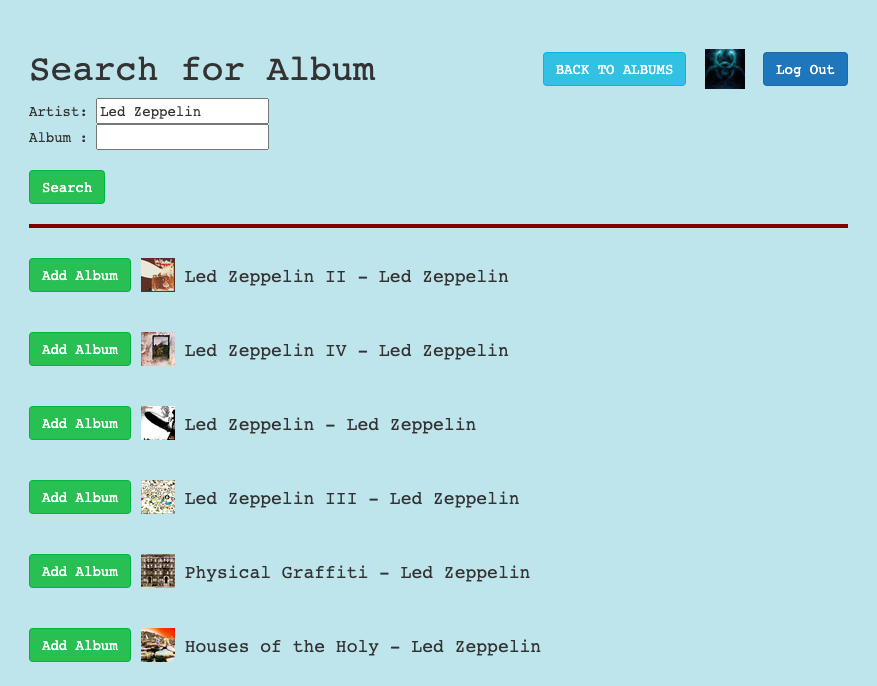 Search for Album
BACK TO ALBUMS
Log Out
Artist: Led Zeppelin
Album :
Search
Add Album Led Zeppelin II - Led Zeppelin
Add Album Led Zeppelin IV - Led Zeppelin
Add Album Led Zeppelin - Led Zeppelin
Add Album Led Zeppelin III - Led Zeppelin
Add Album Physical Graffiti - Led Zeppelin
Add Album Houses of the Holy - Led Zeppelin